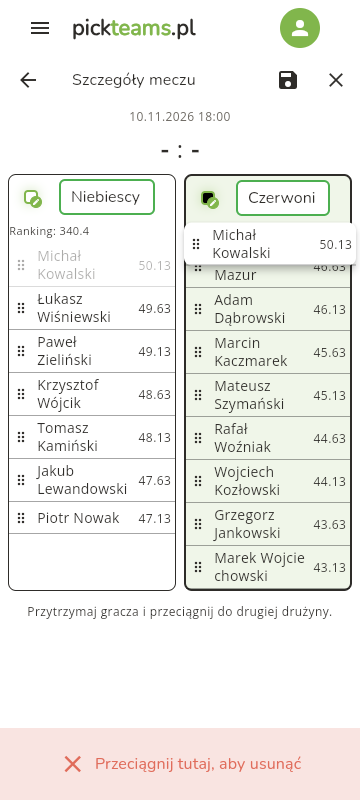 pickteams.pl
Szczegóły meczu
10.11.2026 18:00
- : -
Niebiescy
Ranking: 340.4
Michał
Kowalski
50.13
Łukasz
Wiśniewski
49.63
Paweł
Zieliński
49.13
Krzysztof
Wójcik
48.63
Tomasz
Kamiński
48.13
Jakub
Lewandowski
47.63
Piotr Nowak
47.13
Czerwoni
Michał
Kowalski
50.13
Mazur
46.63
Adam
Dąbrowski
46.13
Marcin
Kaczmarek
45.63
Mateusz
Szymański
45.13
Rafał
Woźniak
44.63
Wojciech
Kozłowski
44.13
Grzegorz
Jankowski
43.63
Marek Wojcie
chowski
43.13
Przytrzymaj gracza i przeciągnij do drugiej drużyny.
Przeciągnij tutaj, aby usunąć